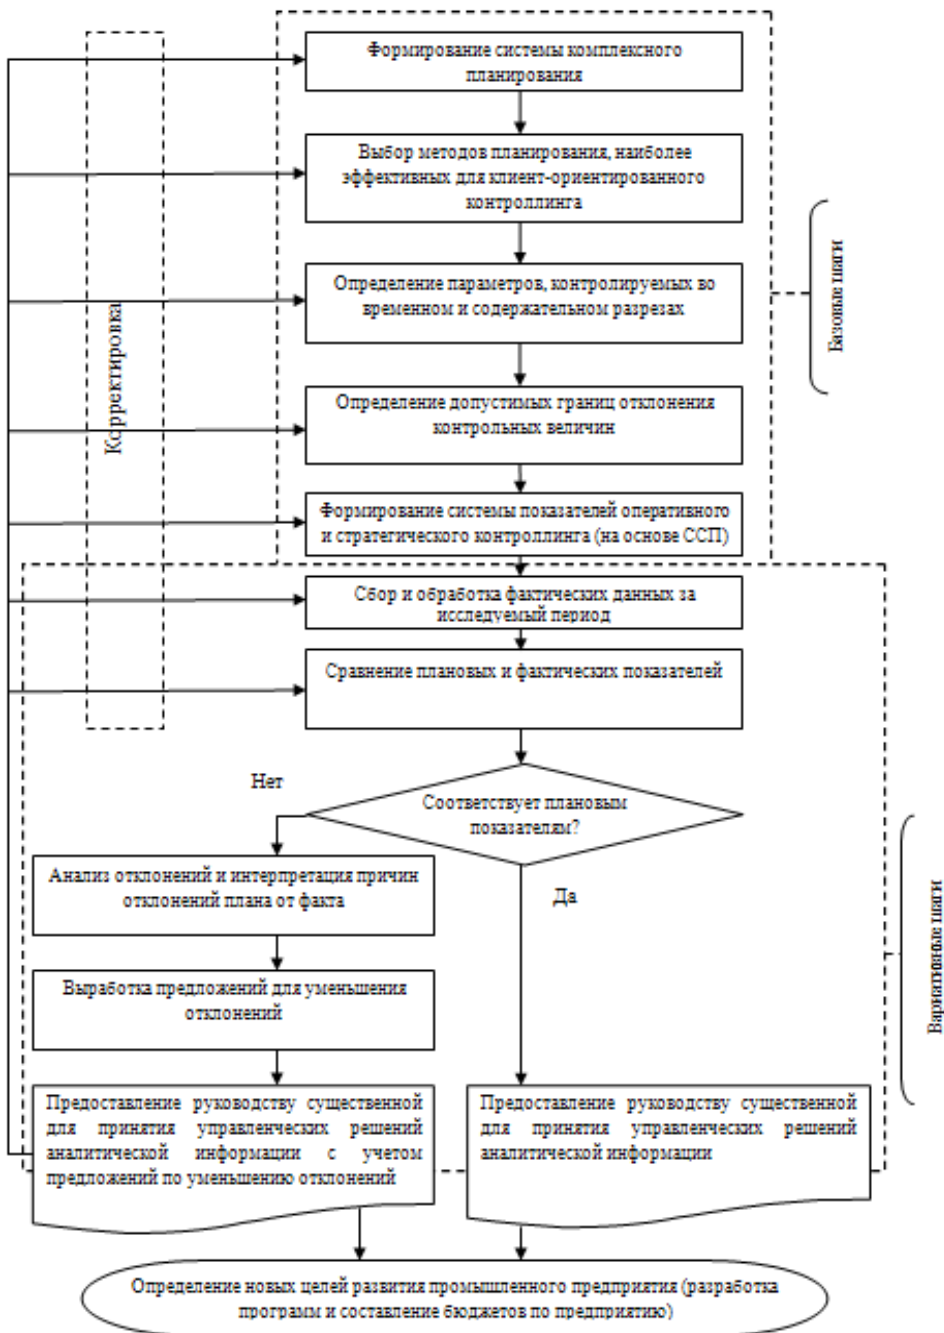 Формирование системы комплексного
планирования
Выбор методов планирования, наиболее
эффективных для клиент-ориентированного
контроллинга
Определение параметров, контролируемых во
временном и содержательном разрезах
Базовые шаги
Корректировка
Определение допустимых границ отклонения
контрольных величин
Формирование системы показателей оперативного
и стратегического контроллинга (на основе ССП)
Сбор и обработка фактических данных за
исследуемый период
Сравнение плановых и фактических показателей
Нет
Соответствует плановым
показателям?
Анализ отклонений и интерпретация причин
отклонений плана от факта
Да
Вариативные шаги
Выработка предложений для уменьшения
отклонений
Предоставление руководству существенной
для принятия управленческих решений
аналитической информации с учетом
предложений по уменьшению отклонений
Предоставление руководству существенной
для принятия управленческих решений
аналитической информации
Определение новых целей развития промышленного предприятия (разработка
программ и составление бюджетов по предприятию)